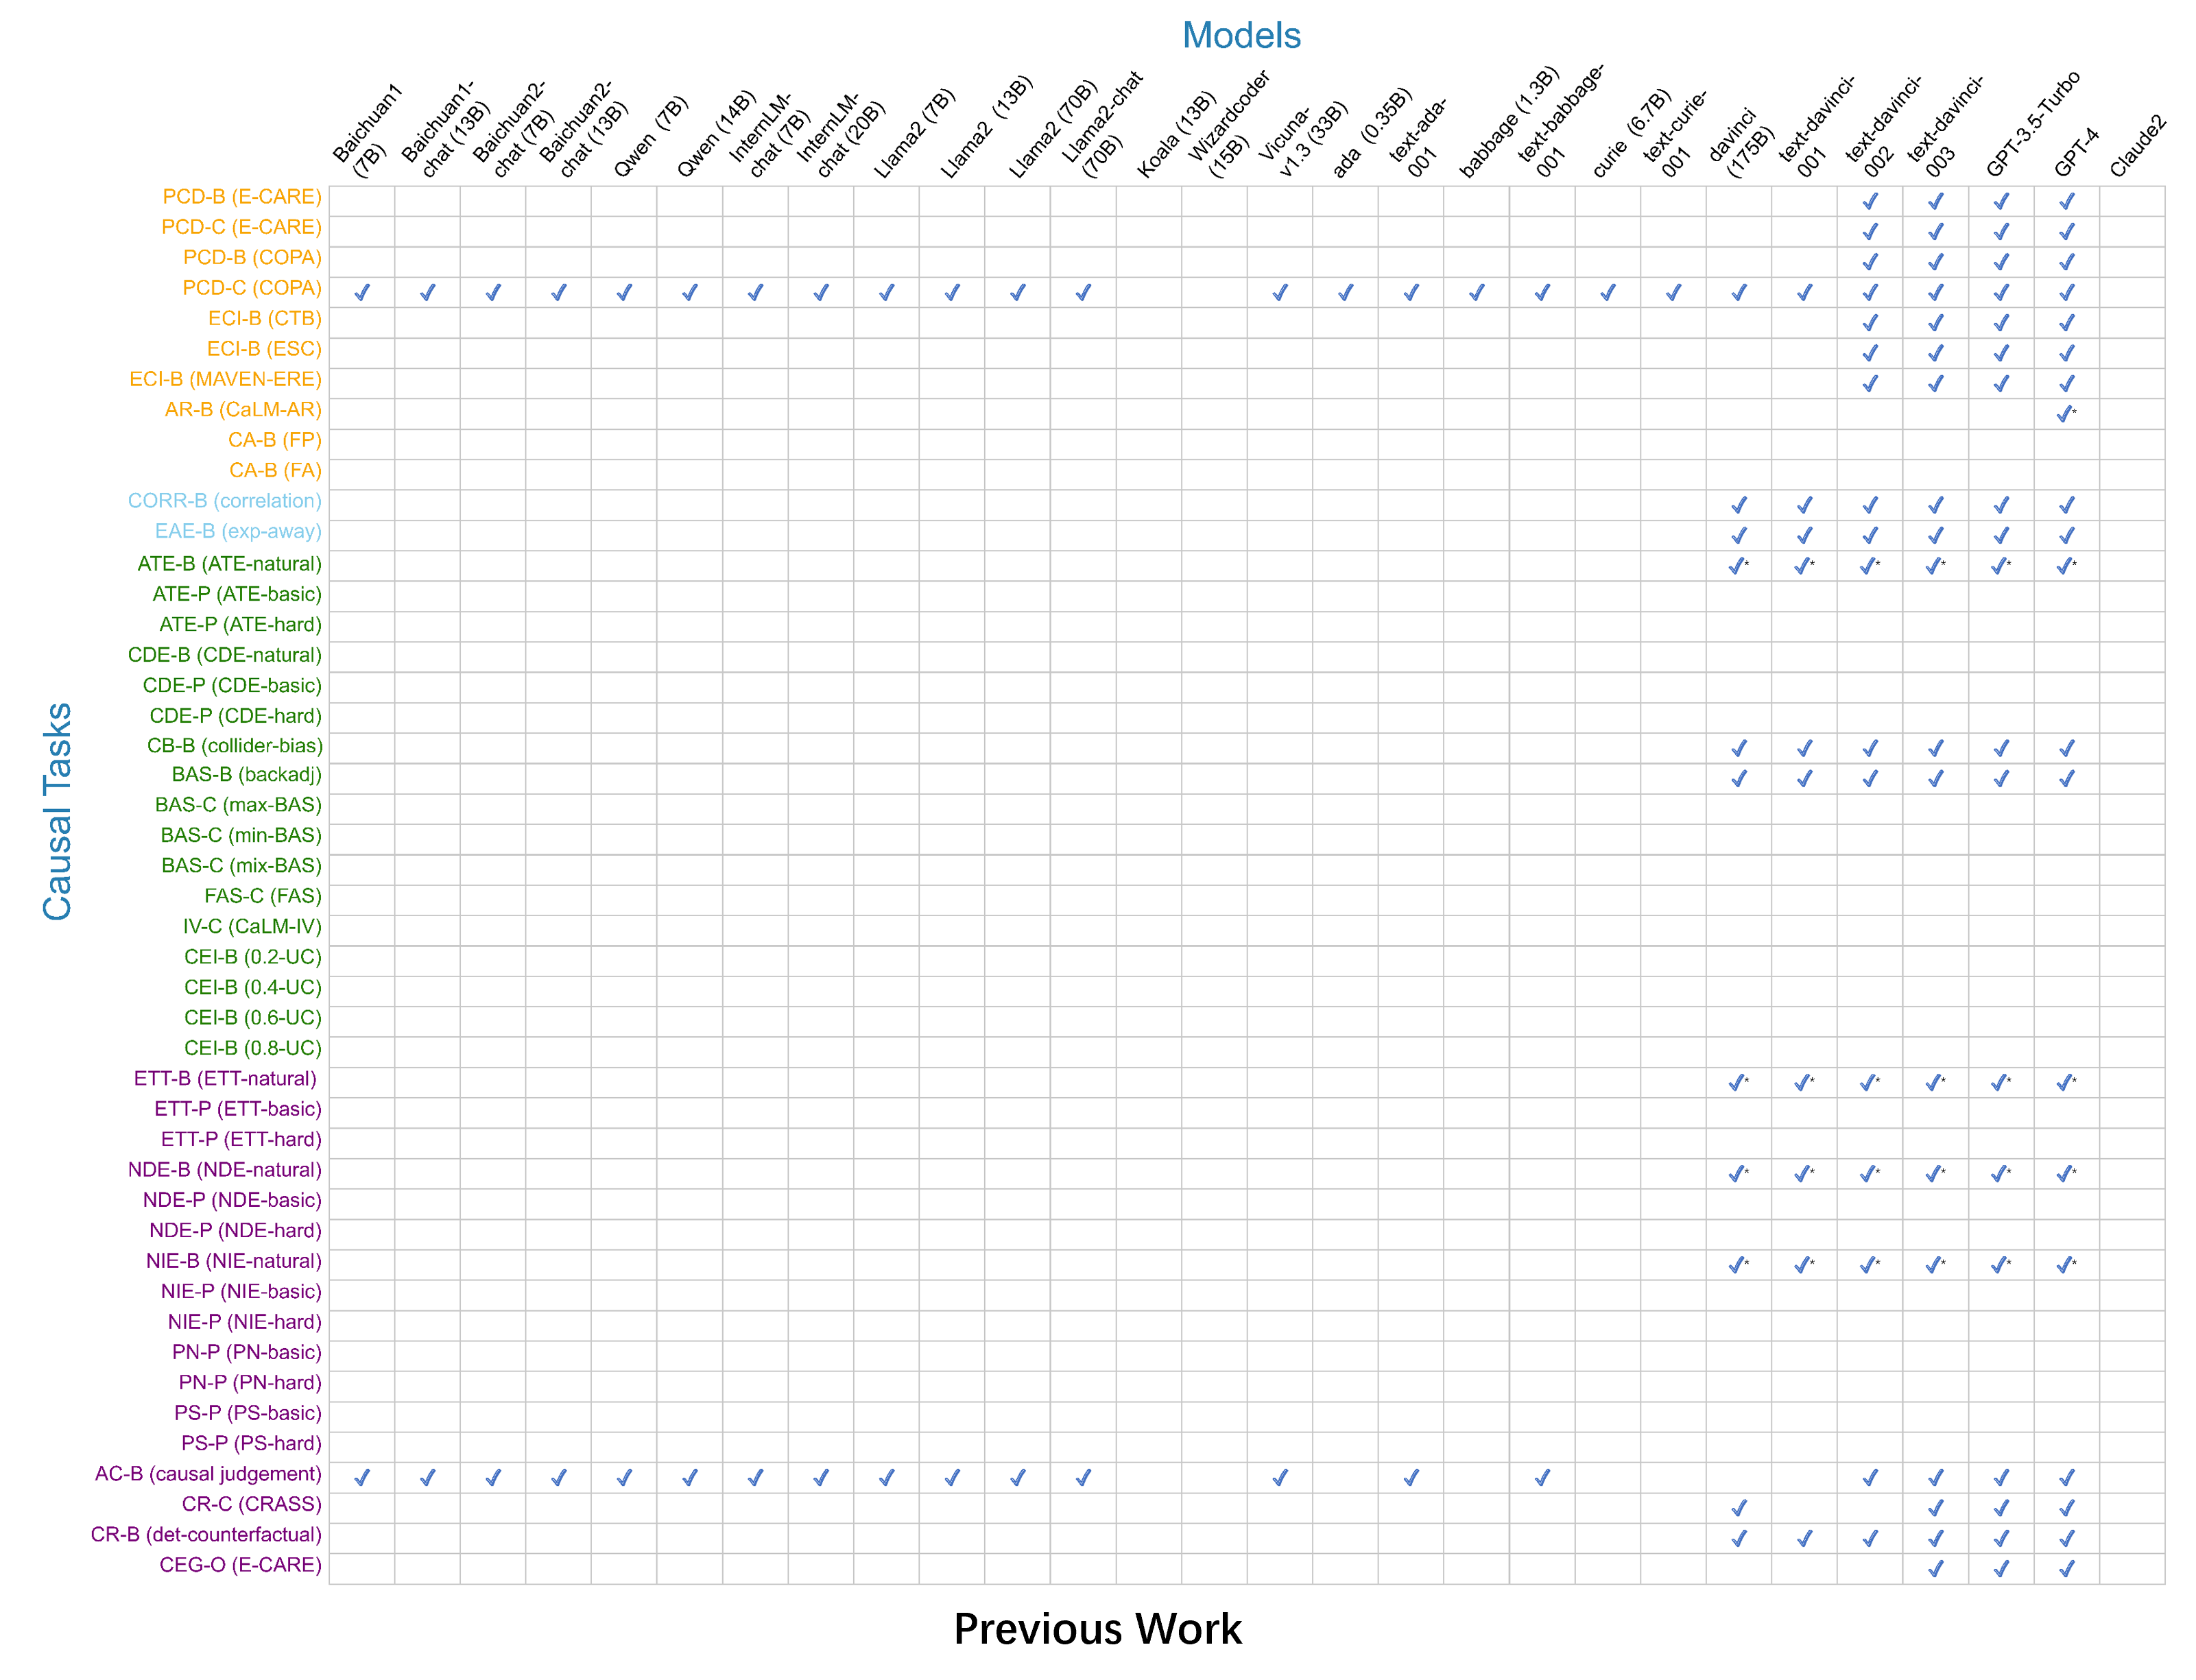 Models
Baichuan1
(7B)
Baichuan1-
chat (13B)
Baichuan2-
chat (7B)
Baichuan2-
chat (13B)
Qwen (7B)
Qwen (14B)
InternLM-
chat (7B)
InternLM-
chat (20B)
Llama2 (7B)
Llama2 (13B)
Llama2 (70B)
Llama2-chat
(70B)
Koala (13B)
Wizardcoder
(15B)
Vicuna-
v1.3 (33B)
ada (0.35B)
text-ada-
001
babbage (1.3B)
text-babbage-
001
curie (6.7B)
text-curie-
001
davinci
(175B)
text-davinci-
001
text-davinci-
002
text-davinci-
003
GPT-3.5-Turbo
GPT-4
Claude2
Causal Tasks
PCD-B (E-CARE) ✓ ✓ ✓ ✓
PCD-C (E-CARE) ✓ ✓ ✓ ✓
PCD-B (COPA) ✓ ✓ ✓ ✓
PCD-C (COPA) ✓ ✓ ✓ ✓ ✓ ✓ ✓ ✓ ✓ ✓ ✓ ✓ ✓ ✓ ✓ ✓ ✓ ✓ ✓ ✓ ✓ ✓ ✓ ✓ ✓
ECI-B (CTB) ✓ ✓ ✓ ✓
ECI-B (ESC) ✓ ✓ ✓ ✓
ECI-B (MAVEN-ERE) ✓ ✓ ✓ ✓
AR-B (CaLM-AR) ✓*
CA-B (FP)
CA-B (FA)
CORR-B (correlation) ✓ ✓ ✓ ✓ ✓ ✓
EAE-B (exp-away) ✓ ✓ ✓ ✓ ✓ ✓
ATE-B (ATE-natural) ✓* ✓* ✓* ✓* ✓* ✓*
ATE-P (ATE-basic)
ATE-P (ATE-hard)
CDE-B (CDE-natural)
CDE-P (CDE-basic)
CDE-P (CDE-hard)
CB-B (collider-bias) ✓ ✓ ✓ ✓ ✓ ✓
BAS-B (backadj) ✓ ✓ ✓ ✓ ✓ ✓
BAS-C (max-BAS)
BAS-C (min-BAS)
BAS-C (mix-BAS)
FAS-C (FAS)
IV-C (CaLM-IV)
CEI-B (0.2-UC)
CEI-B (0.4-UC)
CEI-B (0.6-UC)
CEI-B (0.8-UC)
ETT-B (ETT-natural) ✓* ✓* ✓* ✓* ✓* ✓*
ETT-P (ETT-basic)
ETT-P (ETT-hard)
NDE-B (NDE-natural) ✓* ✓* ✓* ✓* ✓* ✓*
NDE-P (NDE-basic)
NDE-P (NDE-hard)
NIE-B (NIE-natural) ✓* ✓* ✓* ✓* ✓* ✓*
NIE-P (NIE-basic)
NIE-P (NIE-hard)
PN-P (PN-basic)
PN-P (PN-hard)
PS-P (PS-basic)
PS-P (PS-hard)
AC-B (causal judgement) ✓ ✓ ✓ ✓ ✓ ✓ ✓ ✓ ✓ ✓ ✓ ✓ ✓ ✓ ✓ ✓ ✓ ✓ ✓
CR-C (CRASS) ✓ ✓ ✓ ✓
CR-B (det-counterfactual) ✓ ✓ ✓ ✓ ✓ ✓
CEG-O (E-CARE) ✓ ✓ ✓
Previous Work